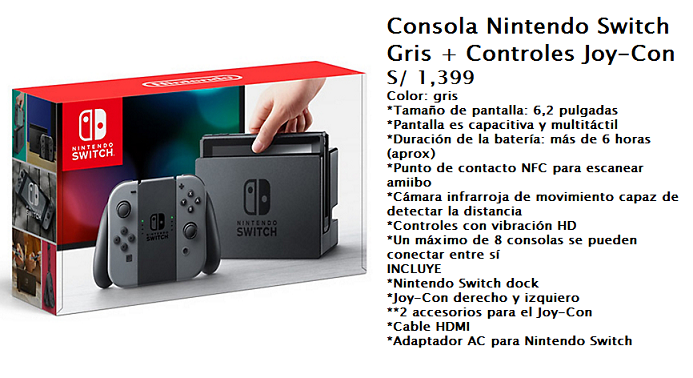 Consola Nintendo Switch
Gris + Controles Joy-Con
S/ 1,399
Color: gris
*Tamaño de pantalla: 6,2 pulgadas
*Pantalla es capacitiva y multitáctil
*Duración de la batería: más de 6 horas
(aprox)
*Punto de contacto NFC para escanear
amiibo
*Cámara infrarroja de movimiento capaz de
detectar la distancia
*Controles con vibración HD
*Un máximo de 8 consolas se pueden
conectar entre sí
INCLUYE
*Nintendo Switch dock
*Joy-Con derecho y izquiero
**2 accesorios para el Joy-Con
*Cable HDMI
*Adaptador AC para Nintendo Switch
NINTENDO
SWITCH
NINTENDO
SWITCH